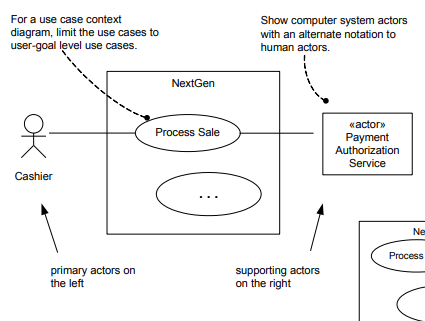 For a use case context
diagram, limit the use cases to
user-goal level use cases.
Show computer system actors
with an alternate notation to
human actors.
NextGen
Process Sale
«actor»
Payment
Authorization
Service
Cashier
. . .
primary actors on
the left
supporting actors
on the right
Process